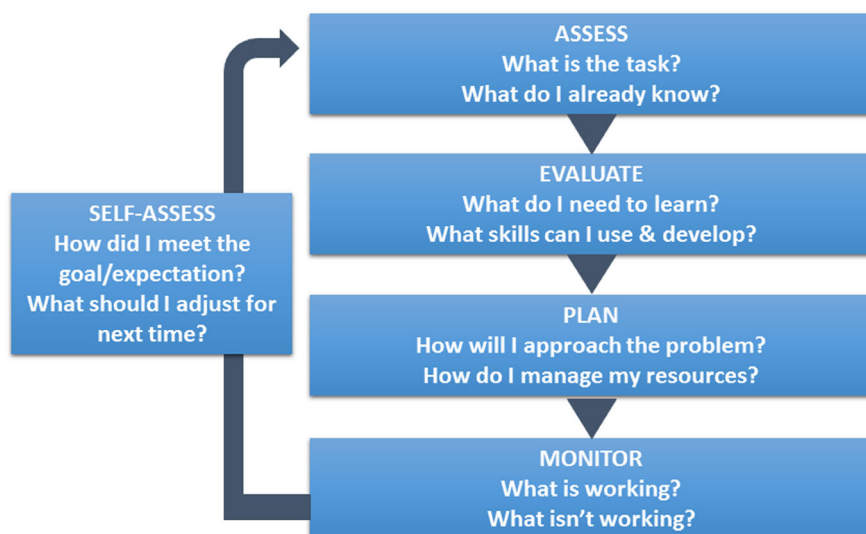 ASSESS
What is the task?
What do I already know?
EVALUATE
What do I need to learn?
What skills can I use & develop?
PLAN
How will I approach the problem?
How do I manage my resources?
MONITOR
What is working?
What isn't working?
SELF-ASSESS
How did I meet the
goal/expectation?
What should I adjust for
next time?